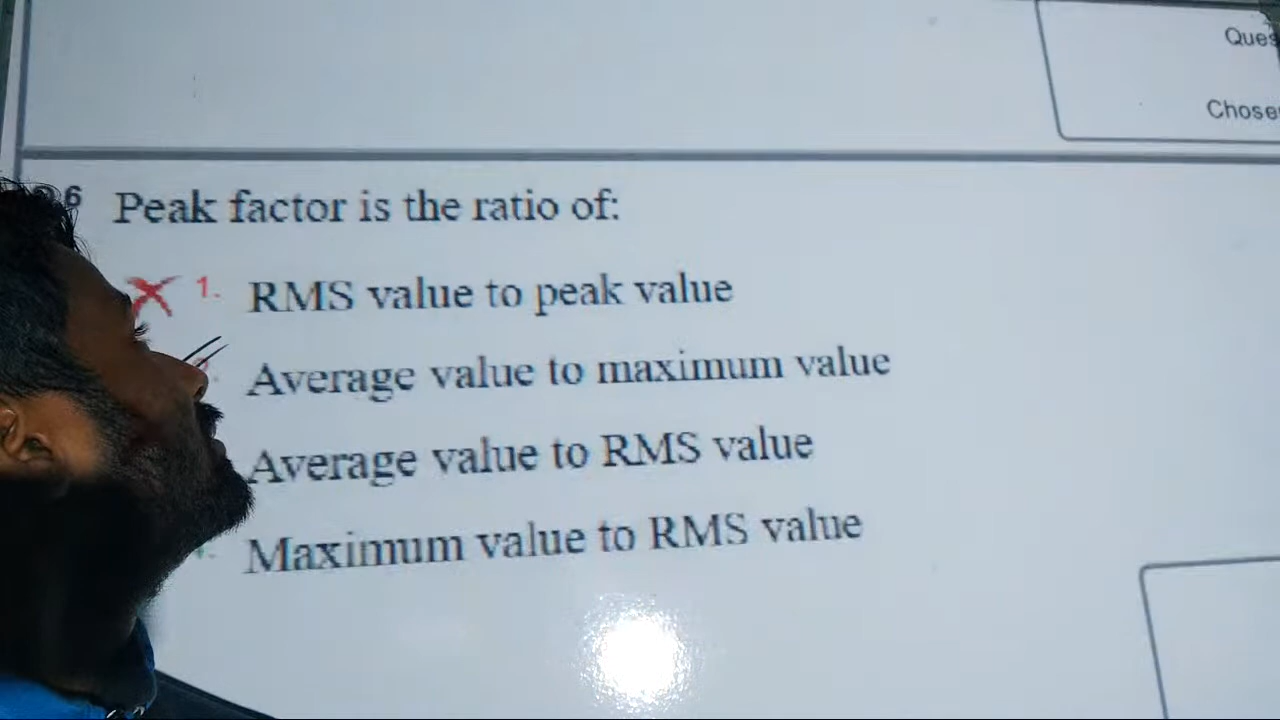 Ques
Chose
6 Peak factor is the ratio of:
1. RMS value to peak value
Average value to maximum value
Average value to RMS value
Maximum value to RMS value